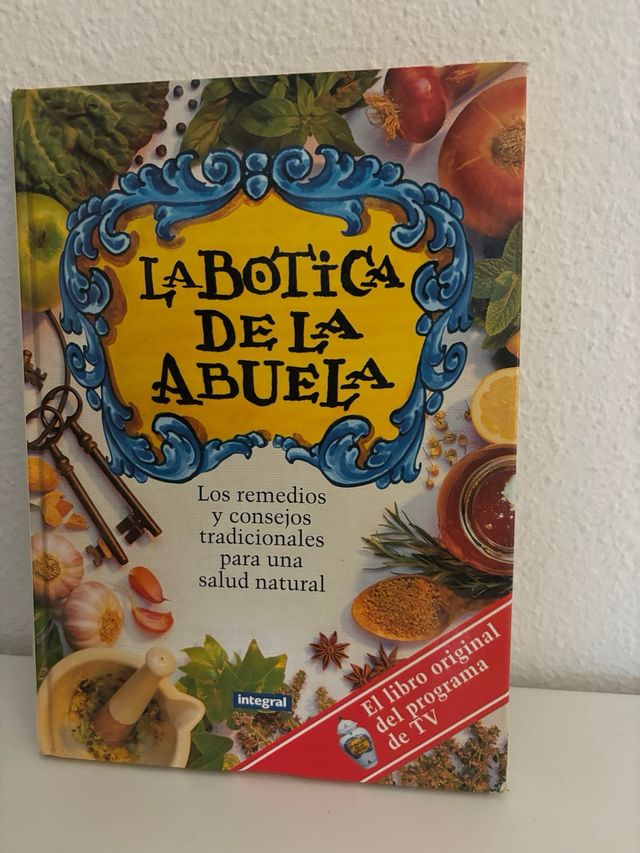 LA BOTICA
DE LA
ABUELA
Los remedios
y consejos
tradicionales
para una
salud natural
integral
El libro original
del programa
de TV